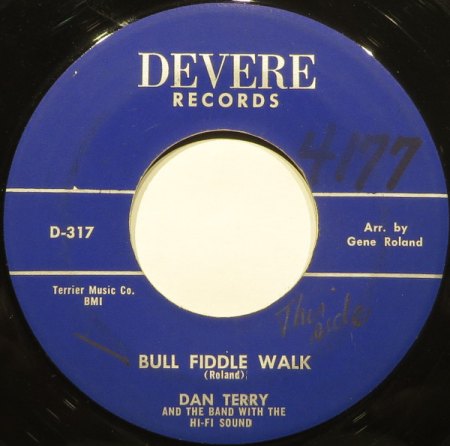 DEVERE
RECORDS
4177
D-317
Arr. by
Gene Roland
Terrier Music Co.
BMI
This
side
BULL FIDDLE WALK
(Roland)
DAN TERRY
AND THE BAND WITH THE
HI-FI SOUND